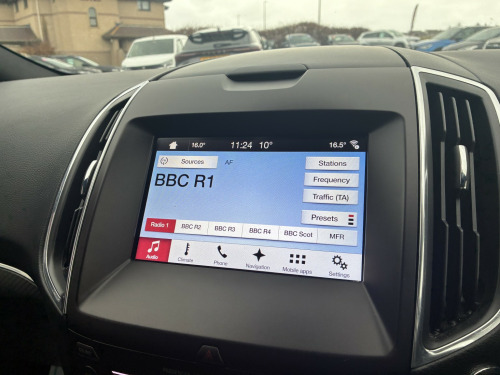 16.0° 11:24 10° 16.5°
Sources AF Stations
BBC R1
Frequency
Traffic (TA)
Presets
Radio 1 BBC R2 BBC R3 BBC R4 BBC Scot MFR
Audio Climate Phone Navigation Mobile apps Settings